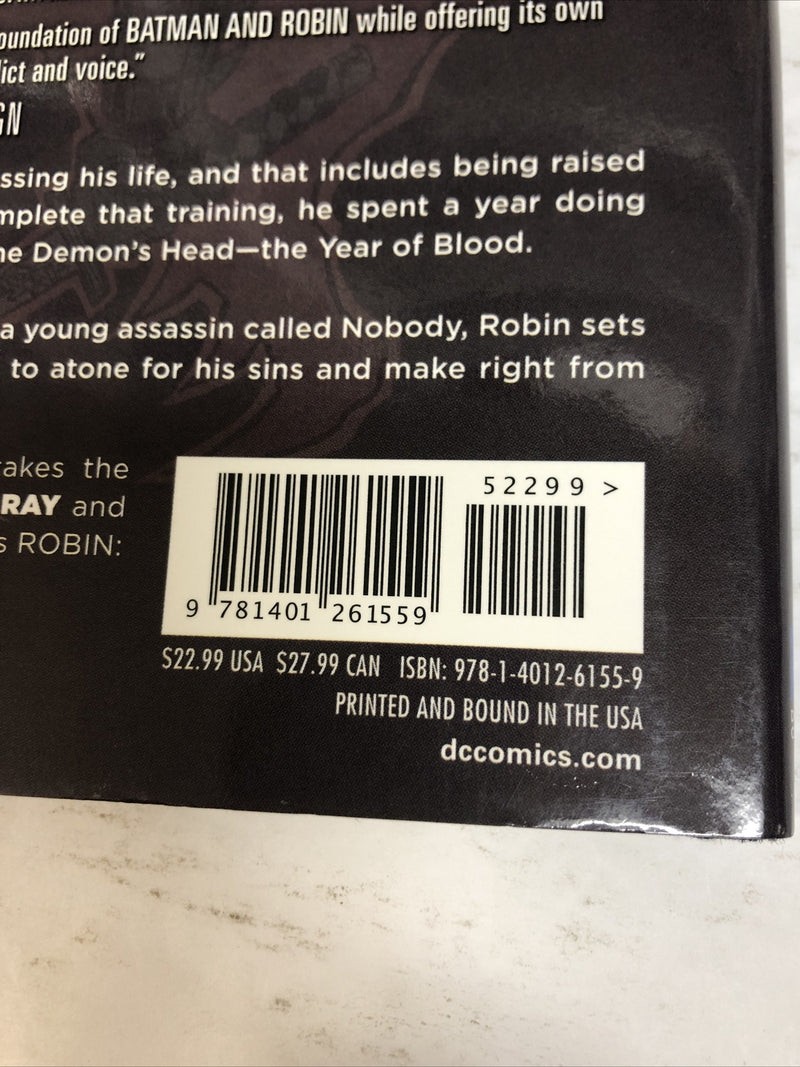 oundation of BATMAN AND ROBIN while offering its own
ict and voice."
GN
ssing his life, and that includes being raised
mplete that training, he spent a year doing
he Demon's Head—the Year of Blood.
a young assassin called Nobody, Robin sets
to atone for his sins and make right from
takes the
RAY and
s ROBIN:
52299 >
9 781401 261559
$22.99 USA $27.99 CAN ISBN: 978-1-4012-6155-9
PRINTED AND BOUND IN THE USA
dccomics.com